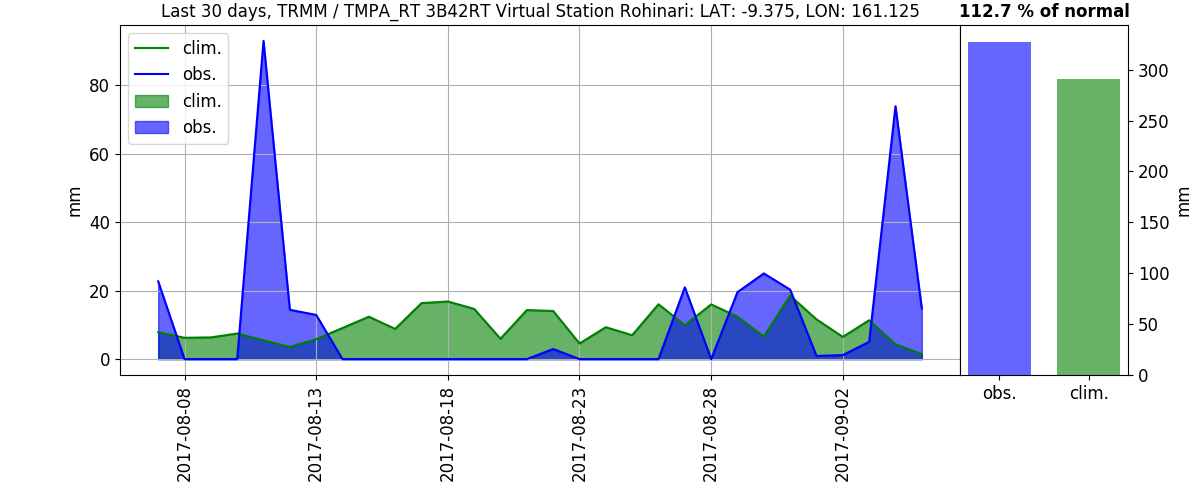 Last 30 days, TRMM / TMPA_RT 3B42RT Virtual Station Rohinari: LAT: -9.375, LON: 161.125
112.7 % of normal
clim.
obs.
clim.
obs.
mm
80
60
40
20
0
2017-08-08
2017-08-13
2017-08-18
2017-08-23
2017-08-28
2017-09-02
300
250
200
150
100
50
0
mm
obs.
clim.